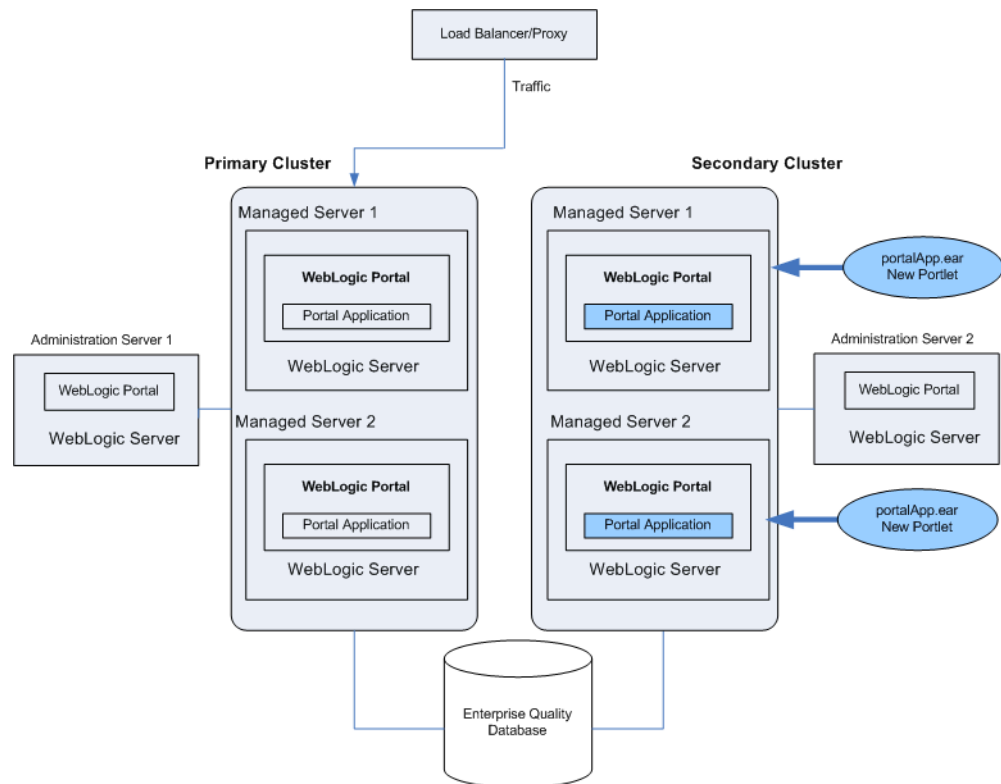 Load Balancer/Proxy
Traffic
Primary Cluster
Secondary Cluster
Managed Server 1
WebLogic Portal
Portal Application
WebLogic Server
Managed Server 2
WebLogic Portal
Portal Application
WebLogic Server
Administration Server 1
WebLogic Portal
WebLogic Server
Managed Server 1
WebLogic Portal
Portal Application
WebLogic Server
Managed Server 2
WebLogic Portal
Portal Application
WebLogic Server
portalApp.ear
New Portlet
Administration Server 2
WebLogic Portal
WebLogic Server
portalApp.ear
New Portlet
Enterprise Quality
Database